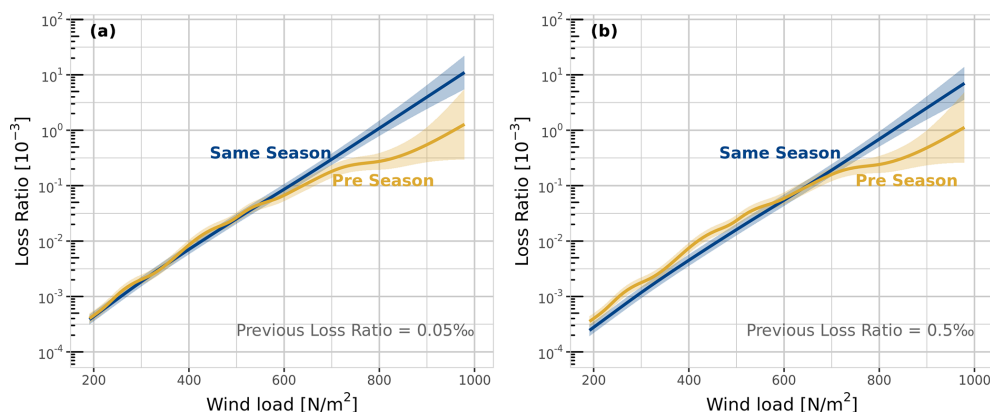 (a)
Loss Ratio [10⁻³]
10²
10¹
10⁰
10⁻¹
10⁻²
10⁻³
10⁻⁴
Same Season
Pre Season
Previous Loss Ratio = 0.05‰
200 400 600 800 1000
Wind load [N/m²]
(b)
Loss Ratio [10⁻³]
10²
10¹
10⁰
10⁻¹
10⁻²
10⁻³
10⁻⁴
Same Season
Pre Season
Previous Loss Ratio = 0.5‰
200 400 600 800 1000
Wind load [N/m²]